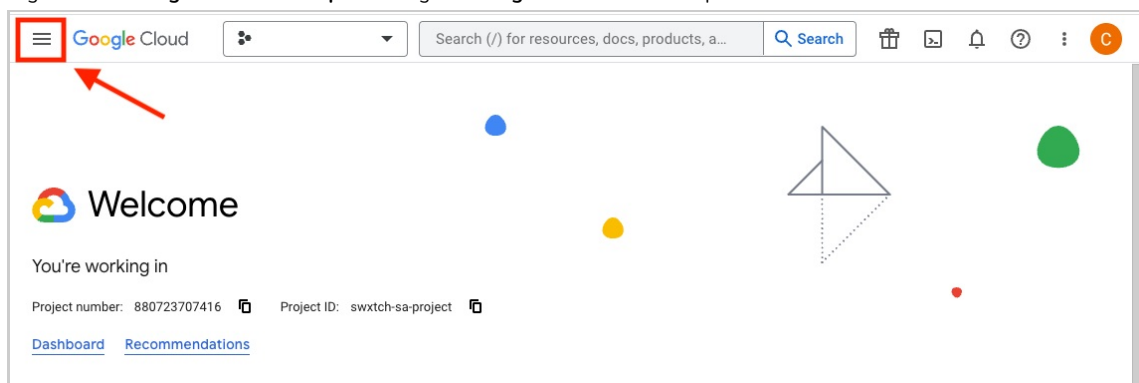 Google Cloud
Search (/) for resources, docs, products, a...
Search
C
Welcome
You're working in
Project number: 880723707416 Project ID: swxtch-sa-project
Dashboard Recommendations